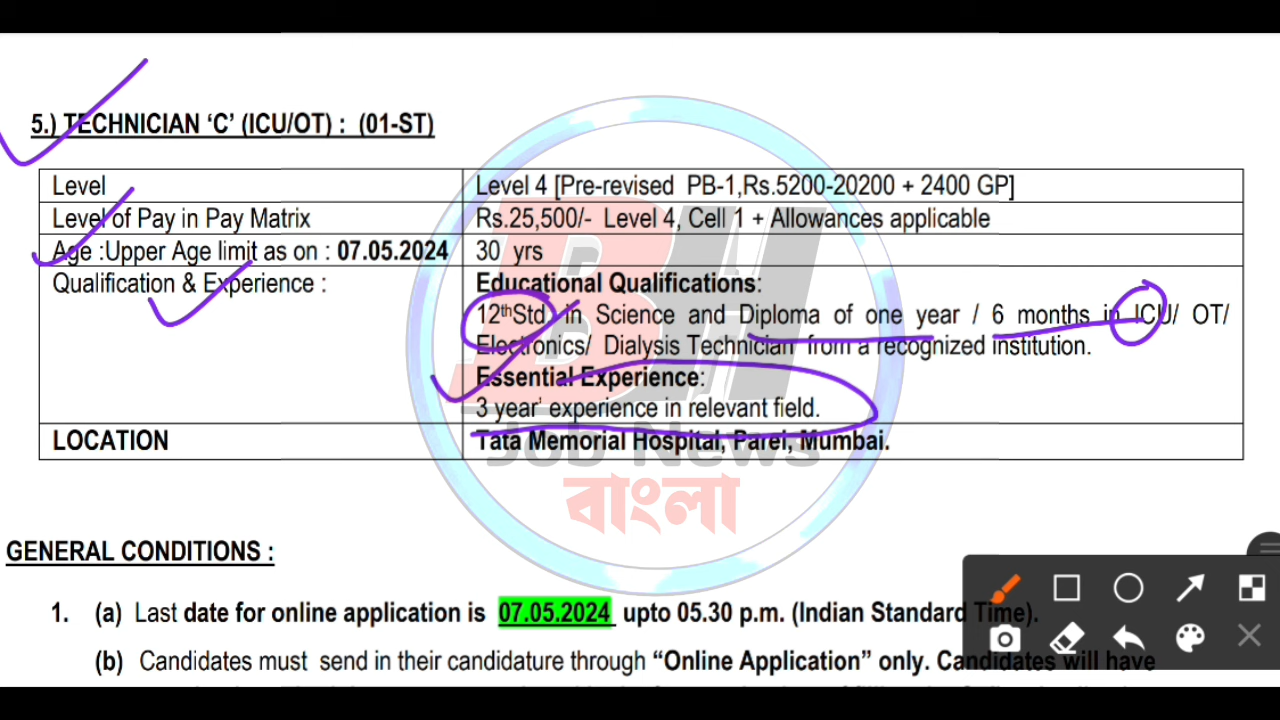 5.) TECHNICIAN ‘C’ (ICU/OT) : (01-ST)
Level Level 4 [Pre-revised PB-1,Rs.5200-20200 + 2400 GP]
Level of Pay in Pay Matrix Rs.25,500/- Level 4, Cell 1 + Allowances applicable
Age :Upper Age limit as on : 07.05.2024 30 yrs
Qualification & Experience : Educational Qualifications:
12thStd. in Science and Diploma of one year / 6 months in ICU/ OT/
Electronics/ Dialysis Technician from a recognized institution.
Essential Experience:
3 year' experience in relevant field.
LOCATION Tata Memorial Hospital, Parel, Mumbai.
BH
Job News
বাংলা
GENERAL CONDITIONS :
1. (a) Last date for online application is 07.05.2024 upto 05.30 p.m. (Indian Standard Time).
(b) Candidates must send in their candidature through “Online Application” only. Candidates will have